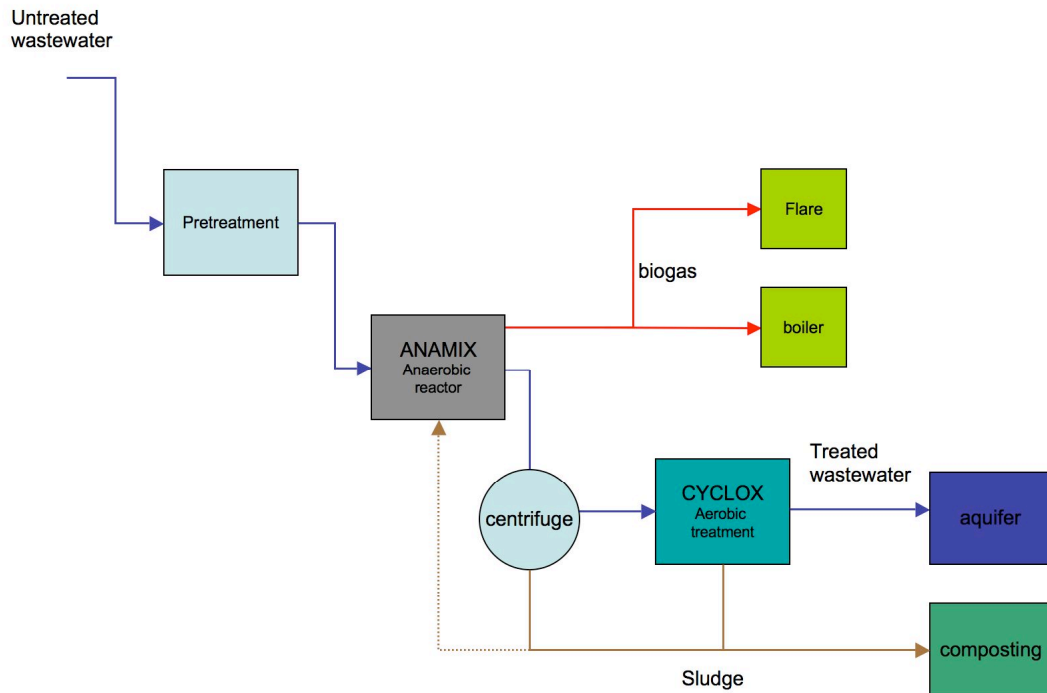 Untreated
wastewater
Pretreatment
Flare
biogas
boiler
ANAMIX
Anaerobic
reactor
Treated
wastewater
CYCLOX
Aerobic
treatment
centrifuge
aquifer
composting
Sludge